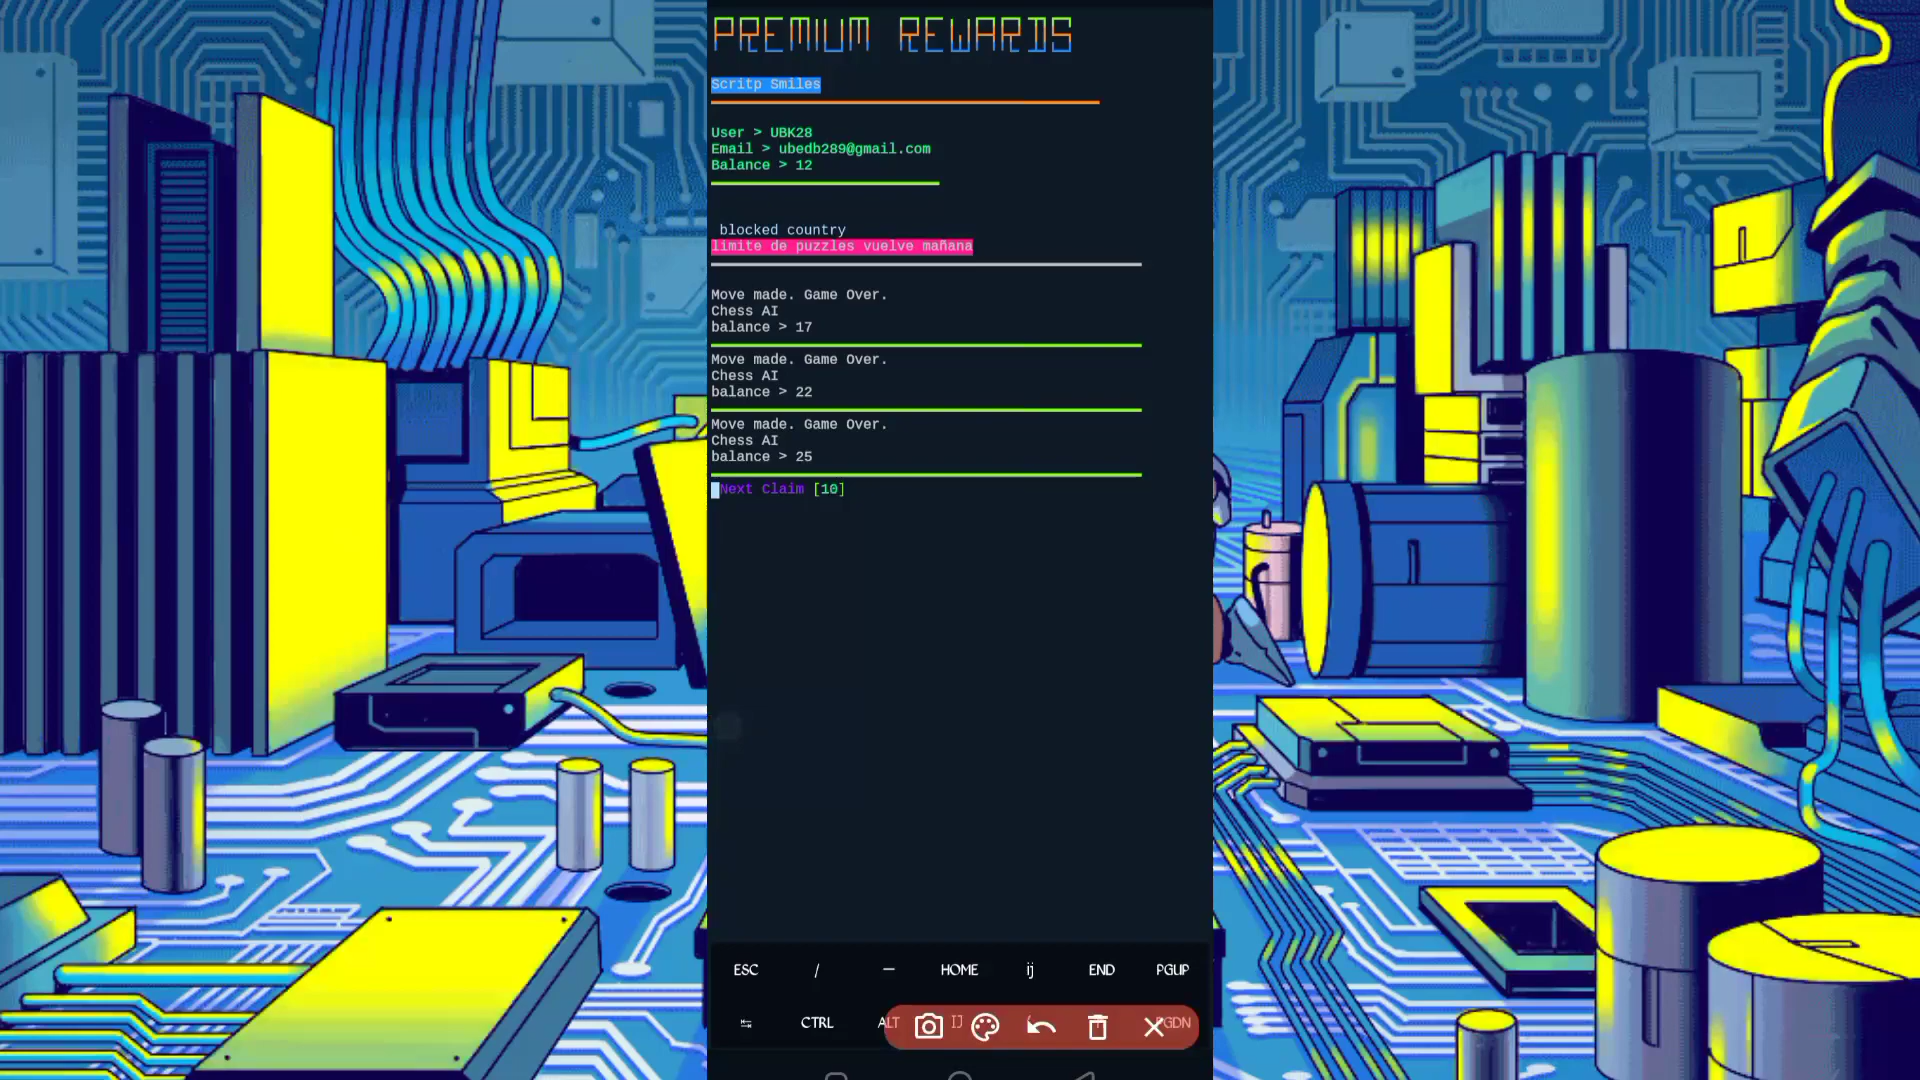 PREMIUM REWARDS
Scritp Smiles
User > UBK28
Email > ubedb289@gmail.com
Balance > 12
blocked country
limite de puzzles vuelve mañana
Move made. Game Over.
Chess AI
balance > 17
Move made. Game Over.
Chess AI
balance > 22
Move made. Game Over.
Chess AI
balance > 25
Next Claim [10]
ESC / — HOME ij END PGUP
CTRL ALT IJ PGDN